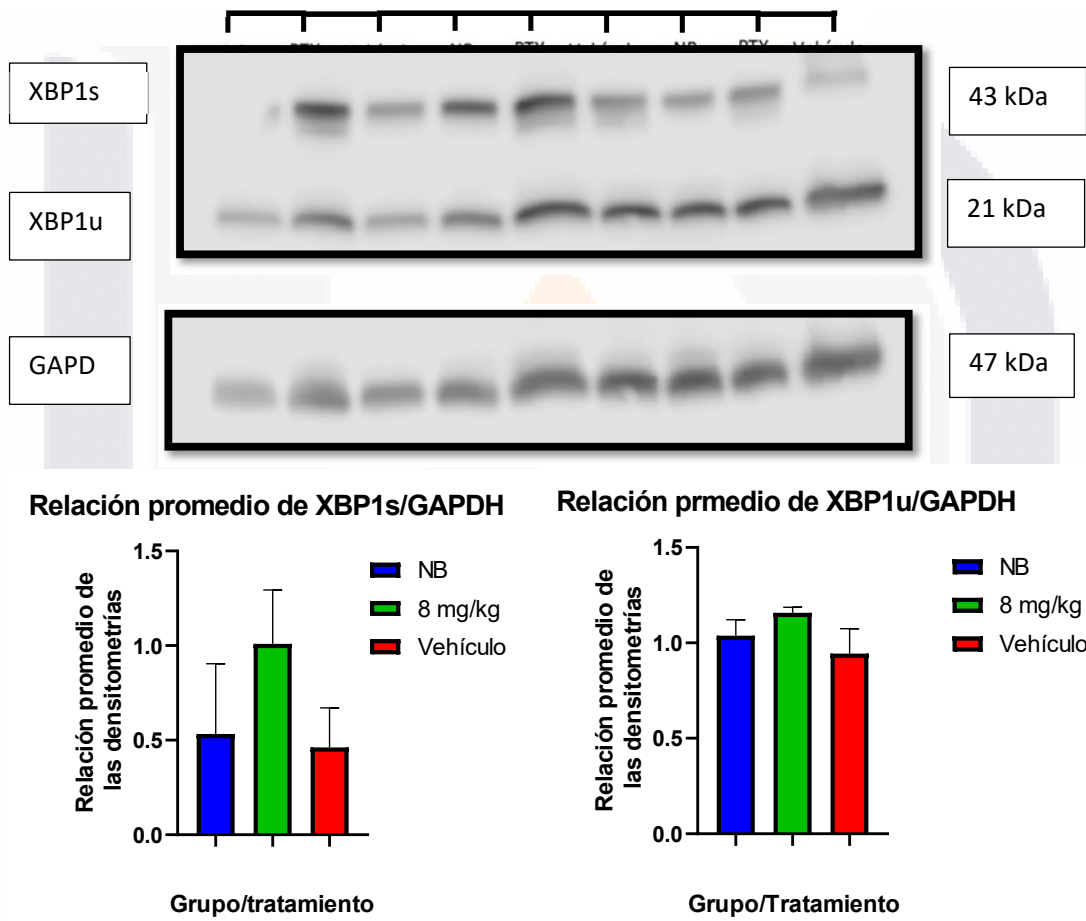 XBP1s
43 kDa
XBP1u
21 kDa
GAPD
47 kDa
Relación promedio de XBP1s/GAPDH
Relación promedio de
las densitometrías
1.5
1.0
0.5
0.0
NB
8 mg/kg
Vehículo
Grupo/tratamiento
Relación prmedio de XBP1u/GAPDH
Relación promedio de
las densitometrías
1.5
1.0
0.5
0.0
NB
8 mg/kg
Vehículo
Grupo/Tratamiento